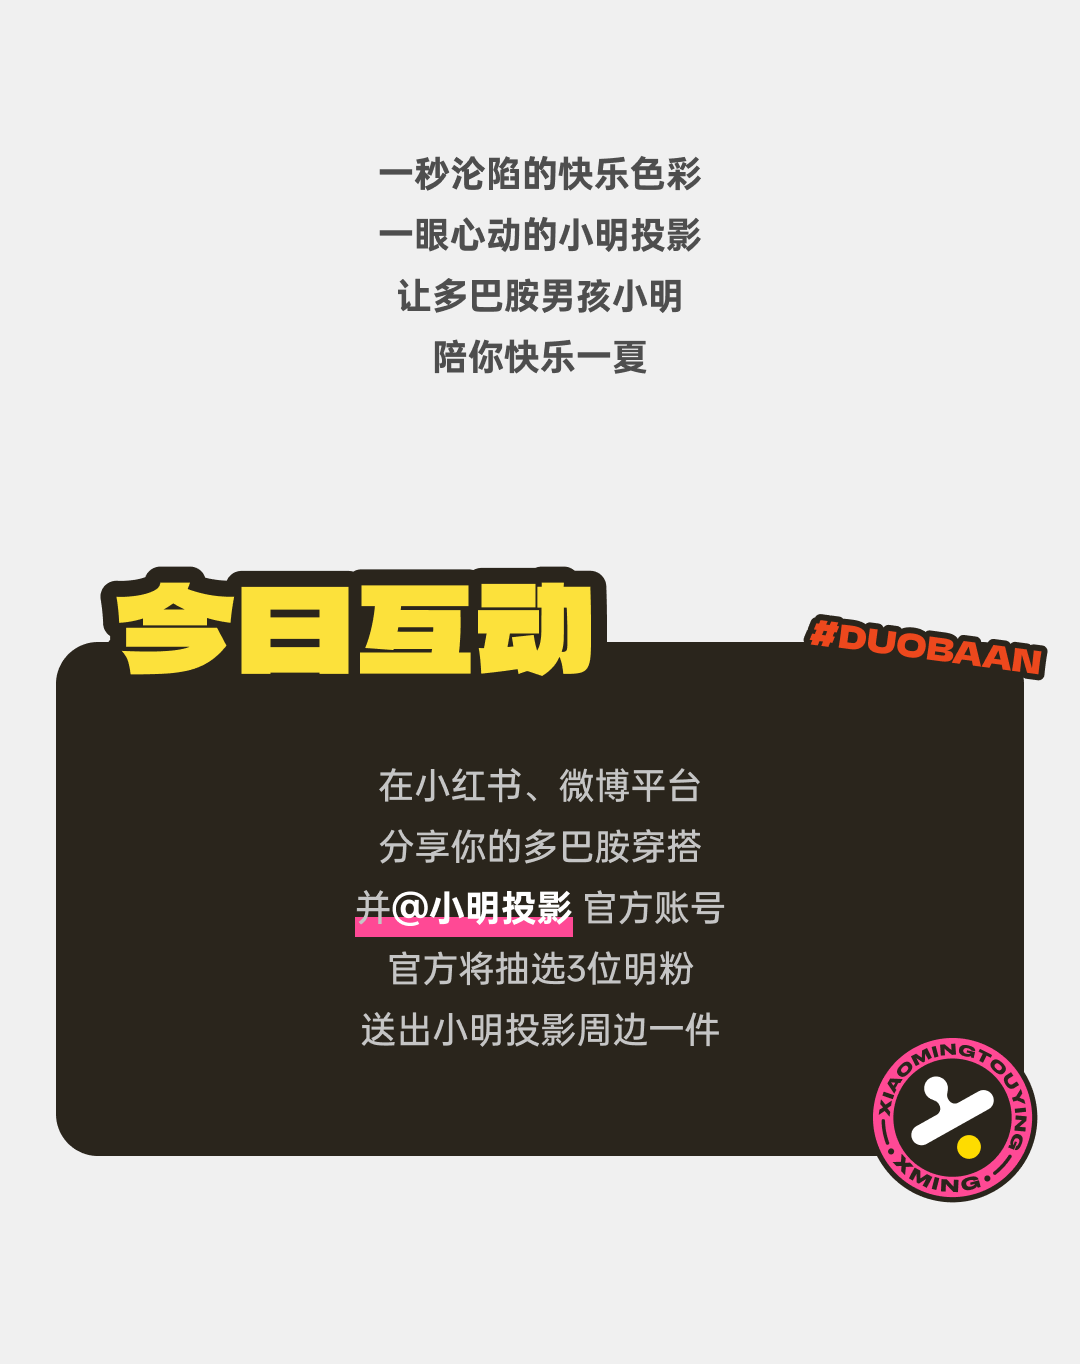 一秒沦陷的快乐色彩
一眼心动的小明投影
让多巴胺男孩小明
陪你快乐一夏
今日互动
#DUOBAAN
在小红书、微博平台
分享你的多巴胺穿搭
并@小明投影 官方账号
官方将抽选3位明粉
送出小明投影周边一件
XIAOMINGTOUYING
XMING